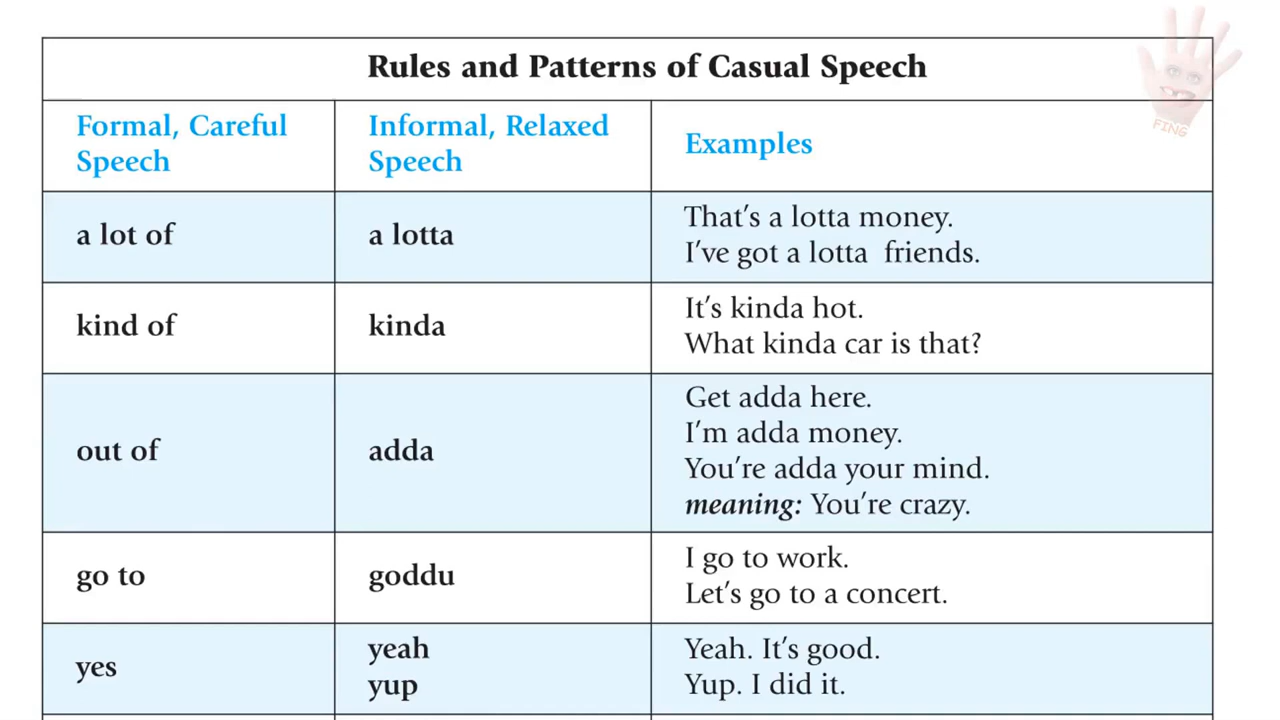 FING
Rules and Patterns of Casual Speech
Formal, Careful
Speech
Informal, Relaxed
Speech
Examples
a lot of
a lotta
That's a lotta money.
I've got a lotta friends.
kind of
kinda
It's kinda hot.
What kinda car is that?
out of
adda
Get adda here.
I'm adda money.
You're adda your mind.
meaning: You're crazy.
go to
goddu
I go to work.
Let's go to a concert.
yes
yeah
yup
Yeah. It's good.
Yup. I did it.